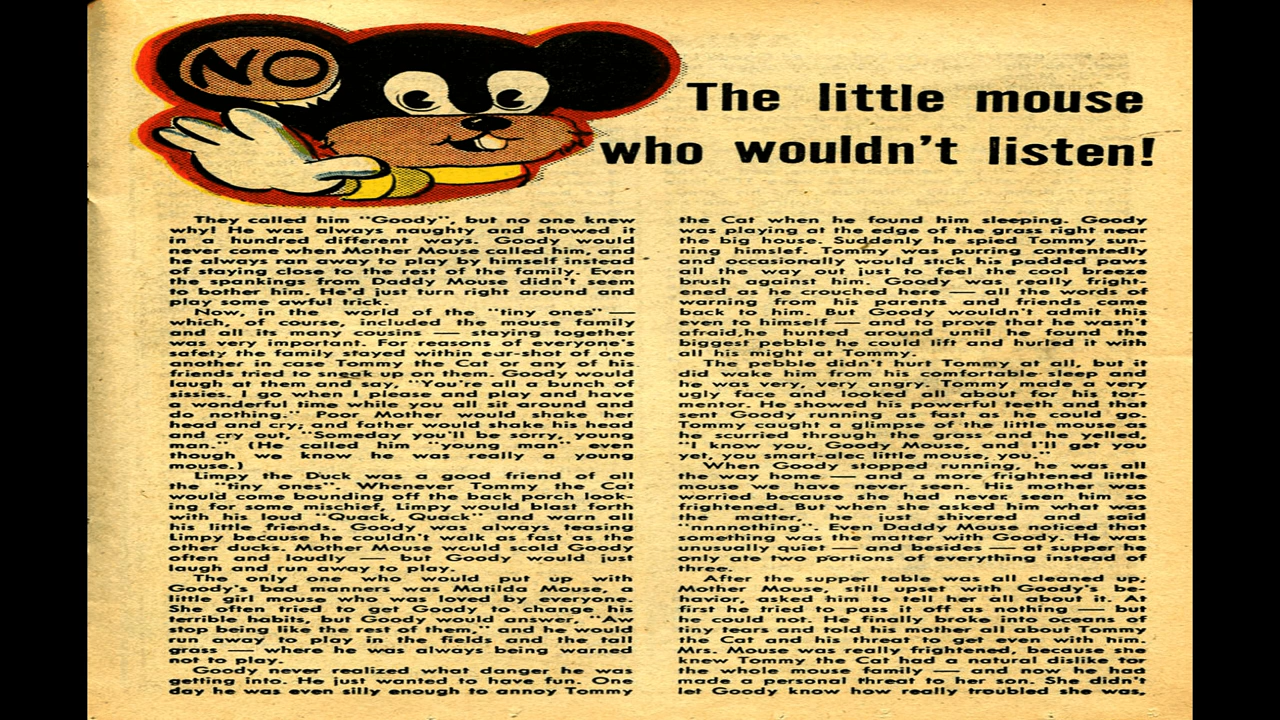 NO
The little mouse
who wouldn't listen!
They called him "Goody", but no one knew
why! He was always naughty and showed it
in a hundred different ways. Goody would
never come when Mother Mouse called him, and
he always ran away to play by himself instead
of staying close to the rest of the family. Even
the spankings from Daddy Mouse didn't seem
to bother him. He'd just turn right around and
play some awful trick.
Now, in the world of the "tiny ones" —
which, of course, included the mouse family
and all its many cousins — staying together
was very important. For reasons of everyone's
safety the family stayed within ear-shot of one
another in case Tommy the Cat or any of his
friends tried to sneak up on them. Goody would
laugh at them and say, "You're all a bunch of
sissies. I go when I please and play and have
a wonderful time while you all sit around and
do nothing." Poor Mother would shake her
head and cry; and father would shake his head
and cry out, "Someday you'll be sorry, young
man." (He called him "young man" even
though we know he was really a young
mouse.)
Limpy the Duck was a good friend of all
the "tiny ones". Whenever Tommy the Cat
would come bounding off the back porch look-
ing for some mischief, Limpy would blast forth
with his loud "Quack, Quack" and warn all
his little friends. Goody was always teasing
Limpy because he couldn't walk as fast as the
other ducks. Mother Mouse would scold Goody
often and loudly — but Goody would just
laugh and run away to play.
The only one who would put up with
Goody's bad manners was Matilda Mouse, a
little girl mouse who was loved by everyone.
She often tried to get Goody to change his
terrible habits, but Goody would answer, "Aw
stop being like the rest of them," and he would
run away to play in the fields and the tall
grass — where he was always being warned
not to play.
Goody never realized what danger he was
getting into. He just wanted to have fun. One
day he was even silly enough to annoy Tommy
the Cat when he found him sleeping. Goody
was playing at the edge of the grass right near
the big house. Suddenly he spied Tommy sun-
ning himslef. Tommy was purring contentedly
and occasionally would stick his padded paws
all the way out just to feel the cool breeze
brush against him. Goody was really fright-
ened as he crouched here — all the words of
warning from his parents and friends came
back to him. But Goody wouldn't admit this
even to himself — and to prove that he wasn't
afraid,he hunted around until he found the
biggest pebble he could lift and hurled it with
all his might at Tommy.
The pebble didn't hurt Tommy at all, but it
did wake him from his comfortable sleep and
he was very, very angry. Tommy made a very
ugly face and looked all about for his tor-
mentor. He showed his powerful teeth and that
sent Goody running as fast as he could go.
Tommy caught a glimpse of the little mouse as
he scurried through the grass and he yelled,
"I know you, Goody Mouse, and I'll get you
yet, you smart-alec little mouse, you."
When Goody stopped running, he was all
the way home — and a more frightened little
mouse we have never seen. His mother was
worried because she had never seen him so
frightened. But when she asked him what was
the matter, he just shivered and said
"nnnnothing". Even Daddy Mouse noticed that
something was the matter with Goody. He was
unusually quiet — and besides — at supper he
only ate two portions of everything instead of
three.
After the supper table was all cleaned up,
Mother Mouse, still upset with Goody's be-
havior, asked him to tell her all about it. At
first he tried to pass it off as nothing — but
he could not. He finally broke into oceans of
tiny tears and told his mother all about Tommy
the Cat and his threat to get even with him.
Mrs. Mouse was really frightened, because she
knew Tommy the Cat had a natural dislike for
the whole mouse family — and now he had
made a personal threat to her son. She didn't
let Goody know how really troubled she was,